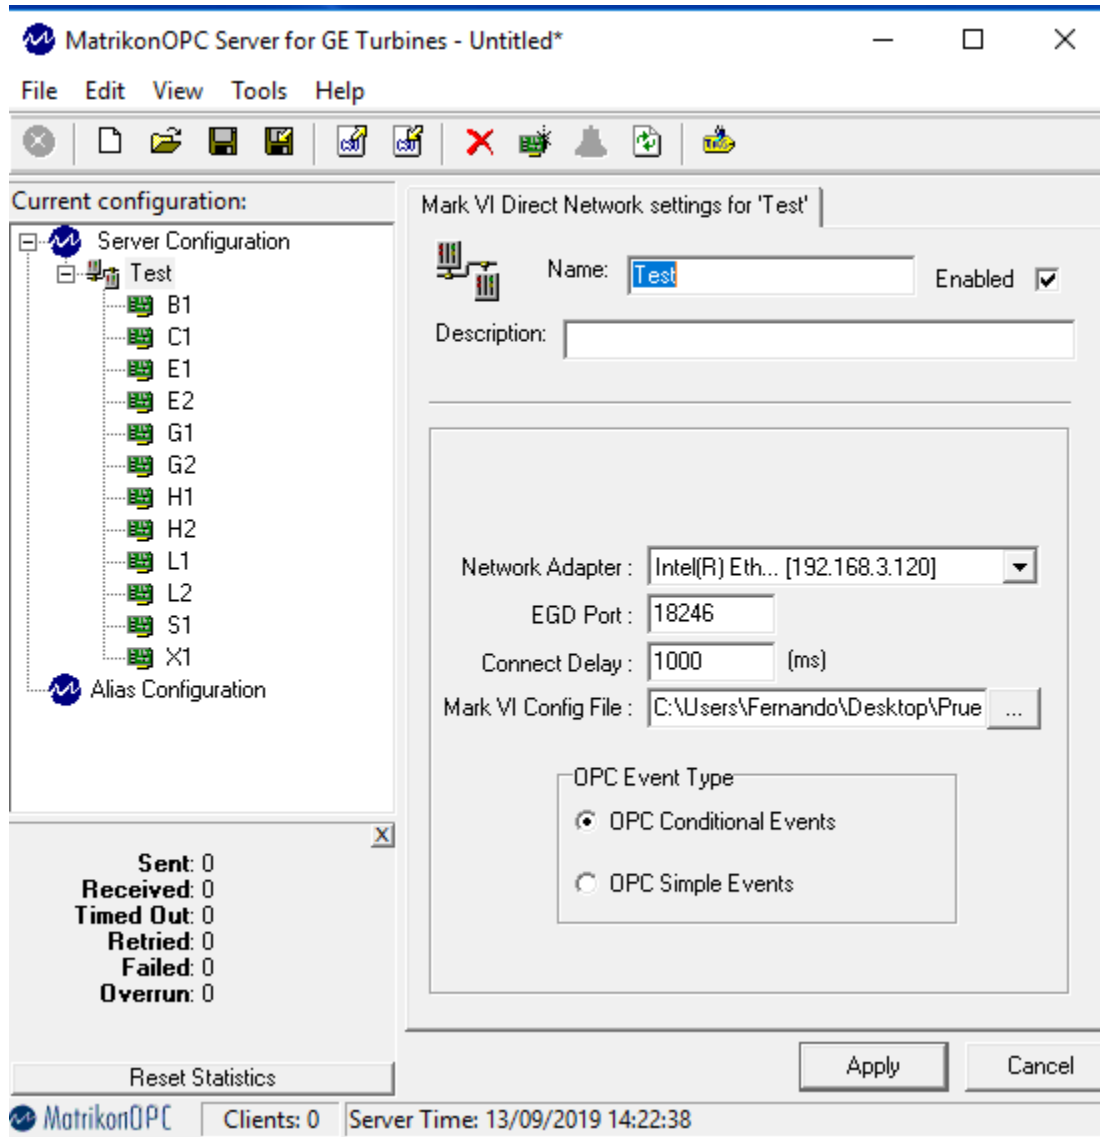 MatrikonOPC Server for GE Turbines - Untitled*
File Edit View Tools Help
Current configuration:
Server Configuration
Test
B1
C1
E1
E2
G1
G2
H1
H2
L1
L2
S1
X1
Alias Configuration
Sent: 0
Received: 0
Timed Out: 0
Retried: 0
Failed: 0
Overrun: 0
Reset Statistics
Mark VI Direct Network settings for 'Test'
Name: Test Enabled
Description:
Network Adapter : Intel(R) Eth... [192.168.3.120]
EGD Port : 18246
Connect Delay : 1000 (ms)
Mark VI Config File : C:\Users\Fernando\Desktop\Prue ...
OPC Event Type
OPC Conditional Events
OPC Simple Events
Apply Cancel
MatrikonOPC Clients: 0 Server Time: 13/09/2019 14:22:38